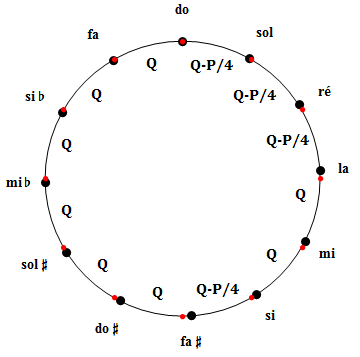 do
fa
sol
Q
Q-P/4
si♭
Q
Q-P/4
ré
Q
Q-P/4
mi♭
la
Q
Q
sol♯
Q
Q
mi
do♯
Q
Q-P/4
si
fa♯